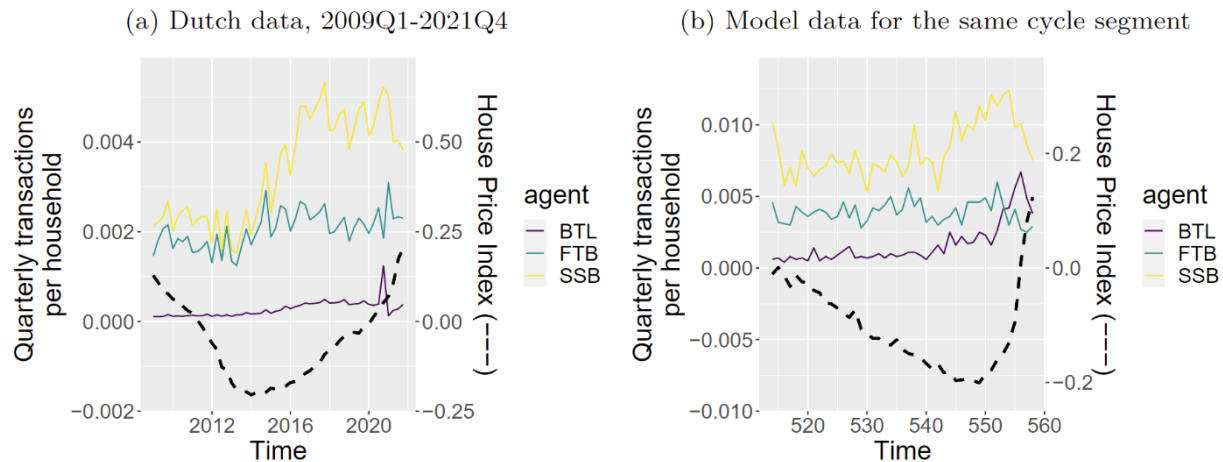 (a) Dutch data, 2009Q1-2021Q4
Quarterly transactions
per household
0.004
0.002
0.000
−0.002
0.50
0.25
0.00
−0.25
House Price Index (---)
2012
2016
2020
Time
agent
BTL
FTB
SSB
(b) Model data for the same cycle segment
Quarterly transactions
per household
0.010
0.005
0.000
−0.005
−0.010
0.2
0.0
−0.2
House Price Index (---)
520
530
540
550
560
Time
agent
BTL
FTB
SSB